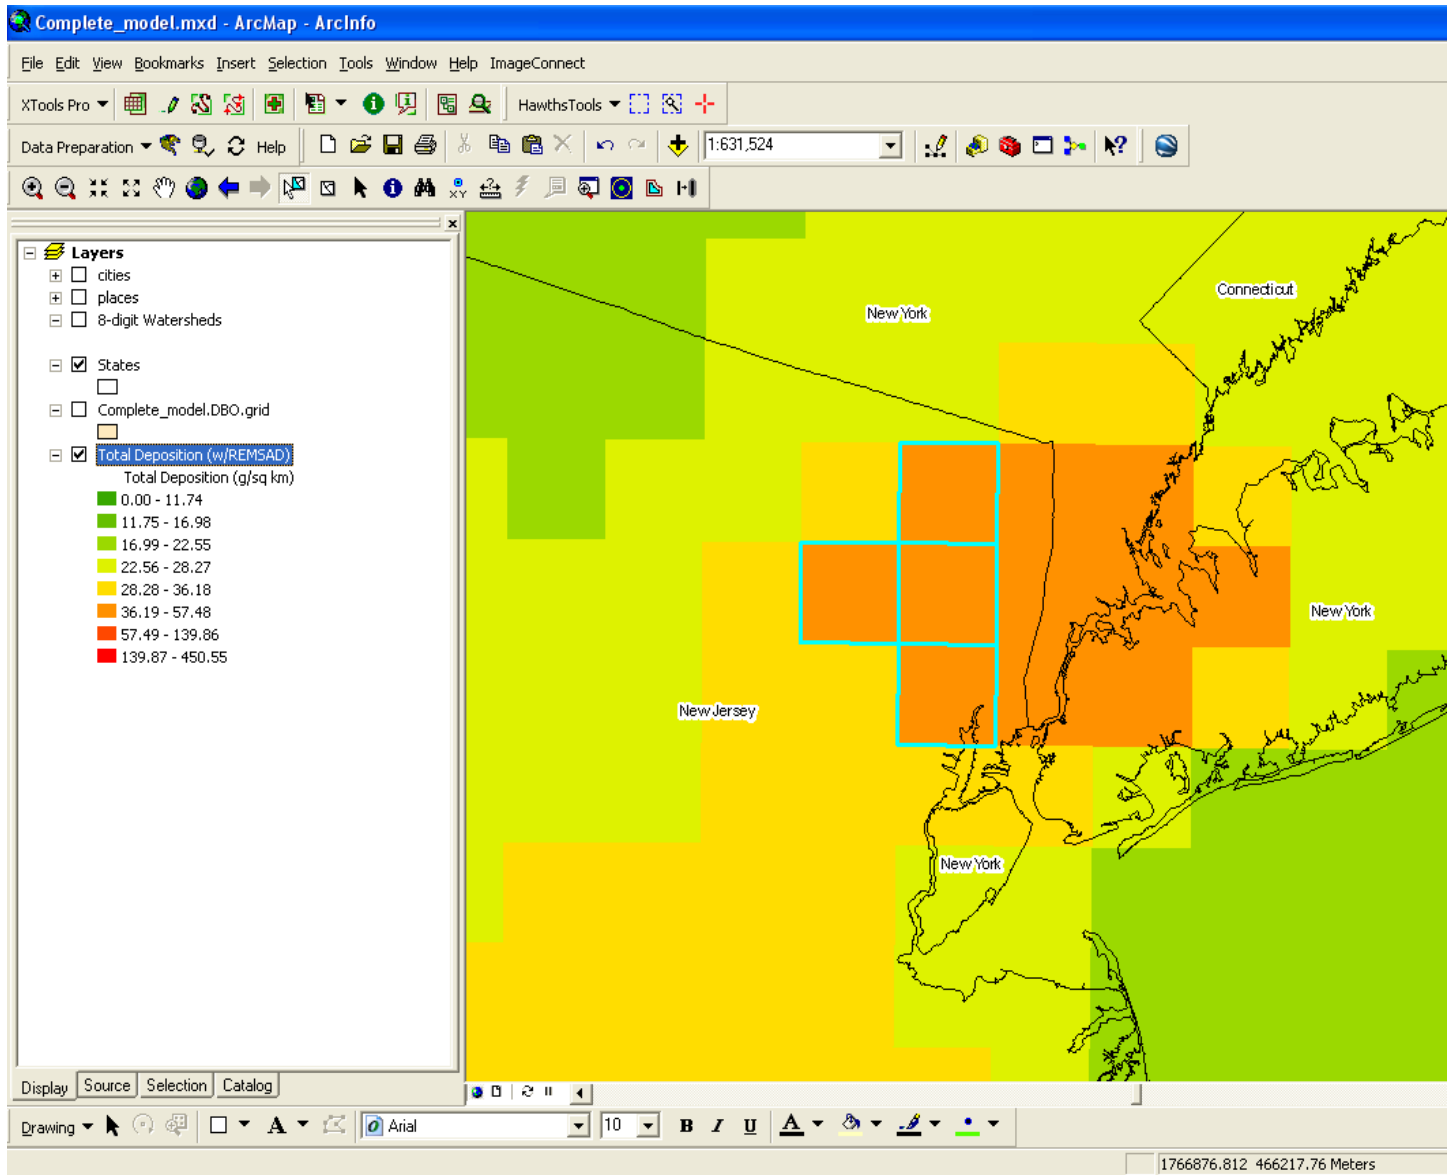 Complete_model.mxd - ArcMap - ArcInfo
File Edit View Bookmarks Insert Selection Tools Window Help ImageConnect
XTools Pro HawthsTools
Data Preparation Help 1:631,524
XY
Layers
cities
places
8-digit Watersheds
States
Complete_model.DBO.grid
Total Deposition (w/REMSAD)
Total Deposition (g/sq km)
0.00 - 11.74
11.75 - 16.98
16.99 - 22.55
22.56 - 28.27
28.28 - 36.18
36.19 - 57.48
57.49 - 139.86
139.87 - 450.55
Connecticut
New York
New York
New Jersey
New York
Display Source Selection Catalog
Drawing A Arial 10 B I U A
1766876.812 466217.76 Meters